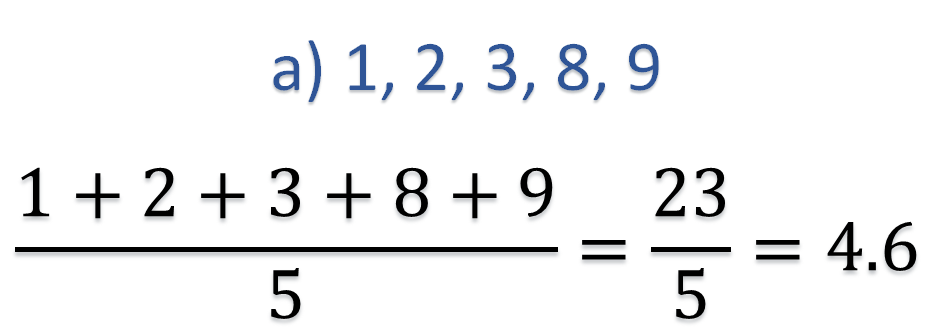 a) 1, 2, 3, 8, 9
1 + 2 + 3 + 8 + 9
5
=
23
5
= 4.6